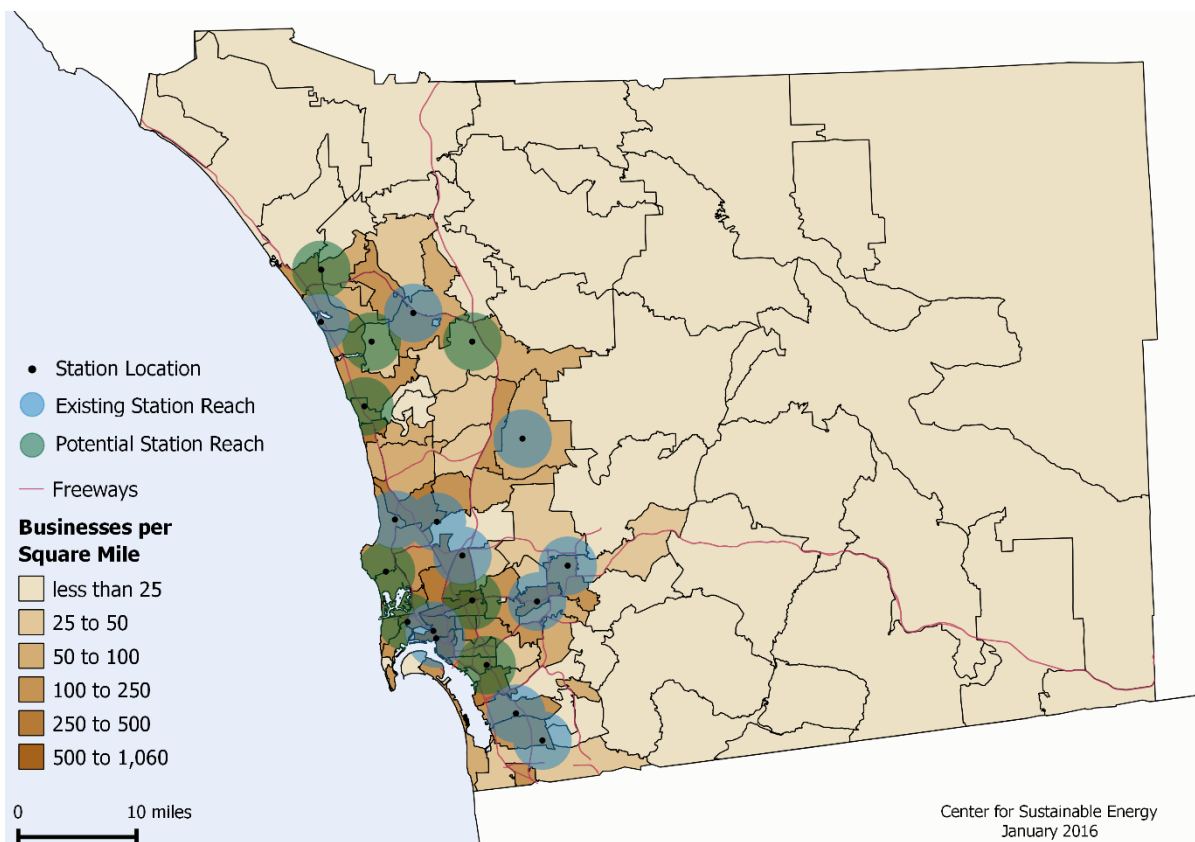 Station Location
Existing Station Reach
Potential Station Reach
Freeways
Businesses per
Square Mile
less than 25
25 to 50
50 to 100
100 to 250
250 to 500
500 to 1,060
0 10 miles
Center for Sustainable Energy
January 2016